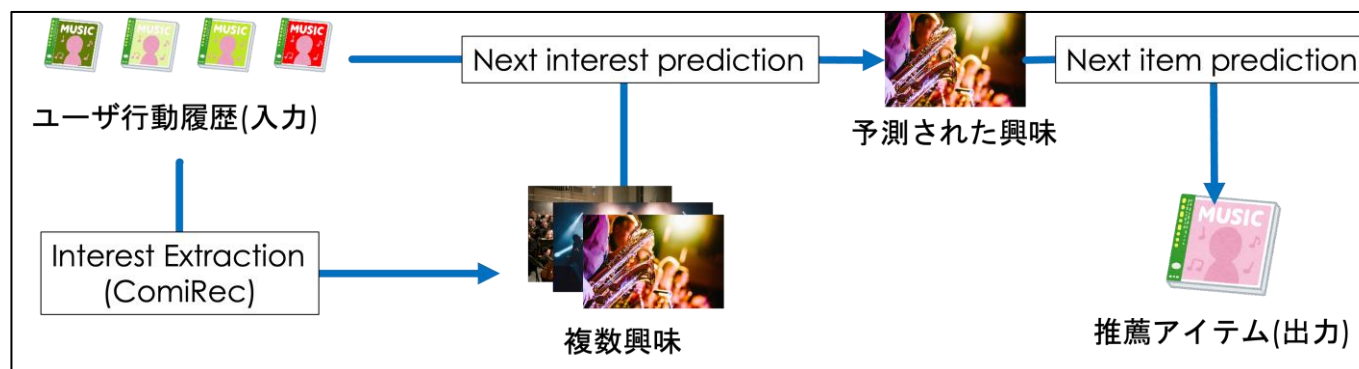 MUSIC
MUSIC
MUSIC
MUSIC
ユーザ行動履歴(入力)
Next interest prediction
予測された興味
Next item prediction
Interest Extraction
(ComiRec)
複数興味
MUSIC
推薦アイテム(出力)